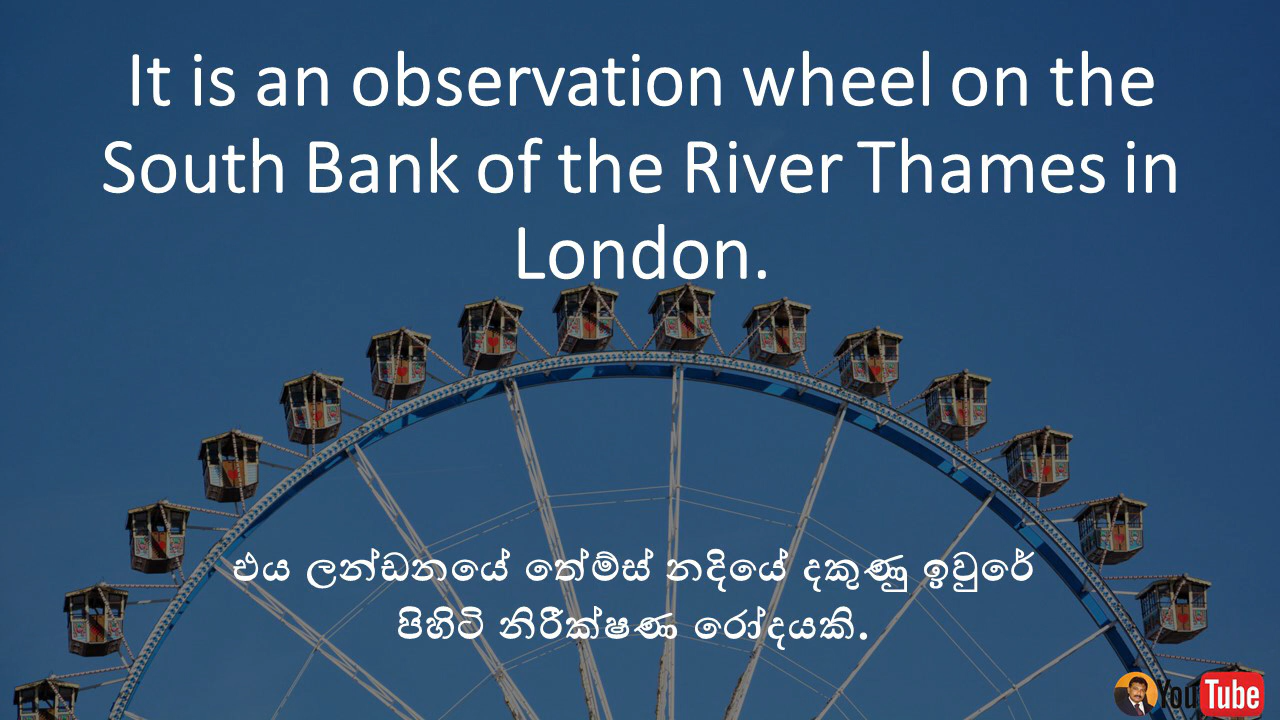 It is an observation wheel on the
South Bank of the River Thames in
London.
එය ලන්ඩනයේ තේම්ස් නදියේ දකුණු ඉවුරේ
පිහිටි නිරීක්ෂණ රෝදයකි.
YouTube